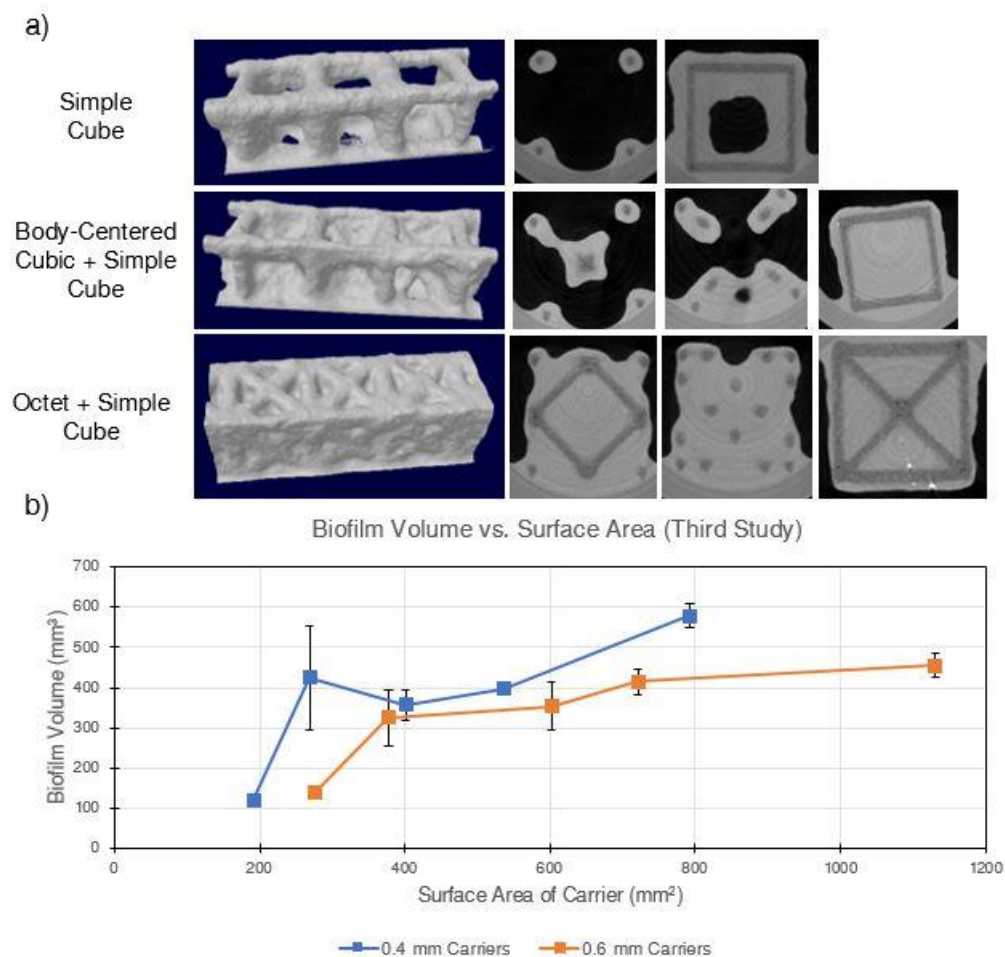 a)
Simple
Cube
Body-Centered
Cubic + Simple
Cube
Octet + Simple
Cube
b)
Biofilm Volume vs. Surface Area (Third Study)
Biofilm Volume (mm³)
700
600
500
400
300
200
100
0
0 200 400 600 800 1000 1200
Surface Area of Carrier (mm²)
0.4 mm Carriers 0.6 mm Carriers